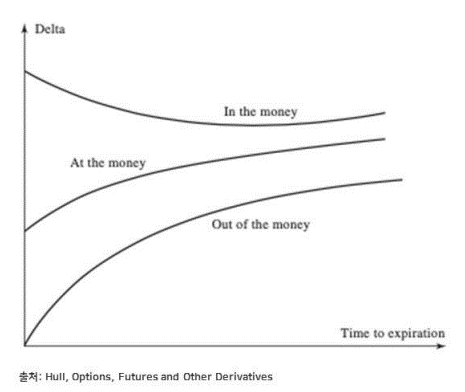 Delta
In the money
At the money
Out of the money
Time to expiration
출처: Hull, Options, Futures and Other Derivatives